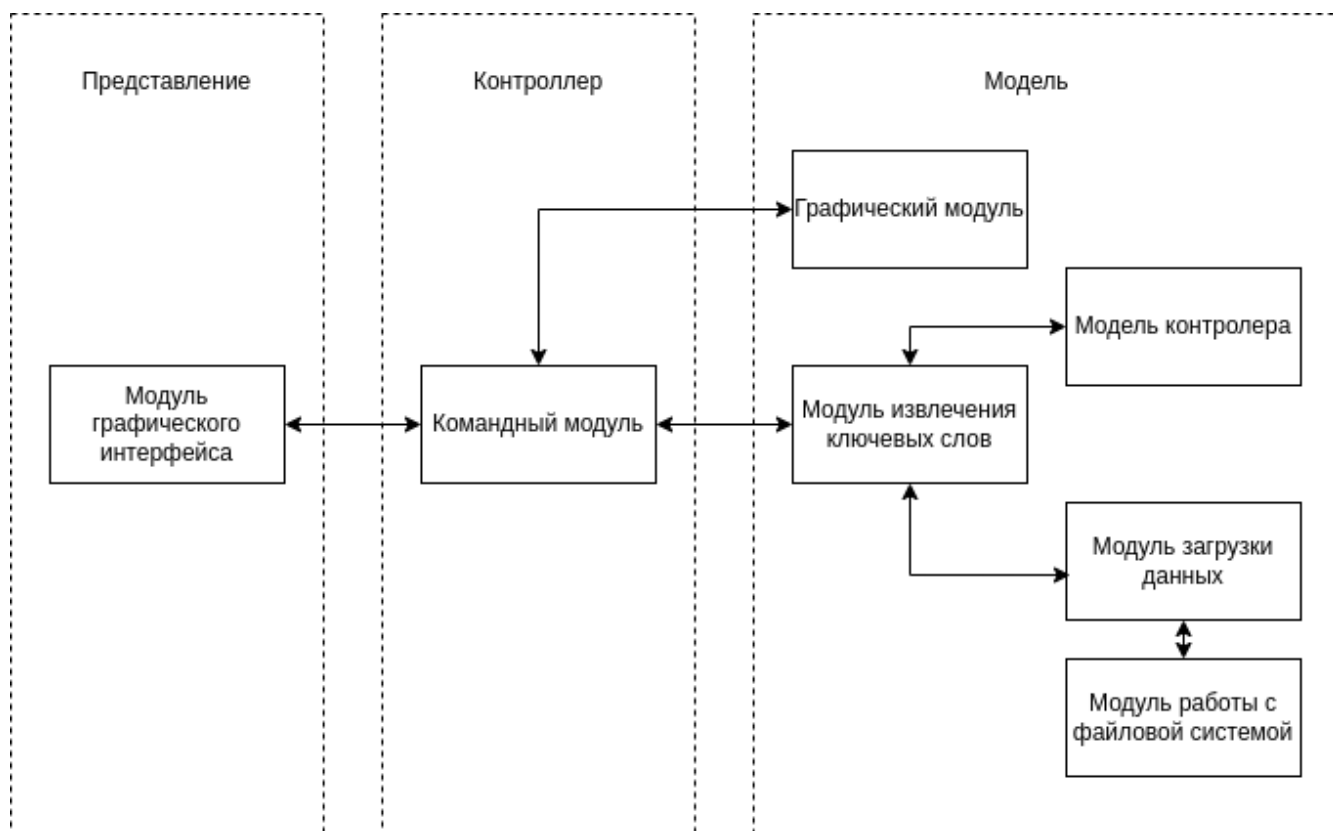 Представление
Контроллер
Модель
Графический модуль
Модель контролера
Модуль
графического
интерфейса
Командный модуль
Модуль извлечения
ключевых слов
Модуль загрузки
данных
Модуль работы с
файловой системой